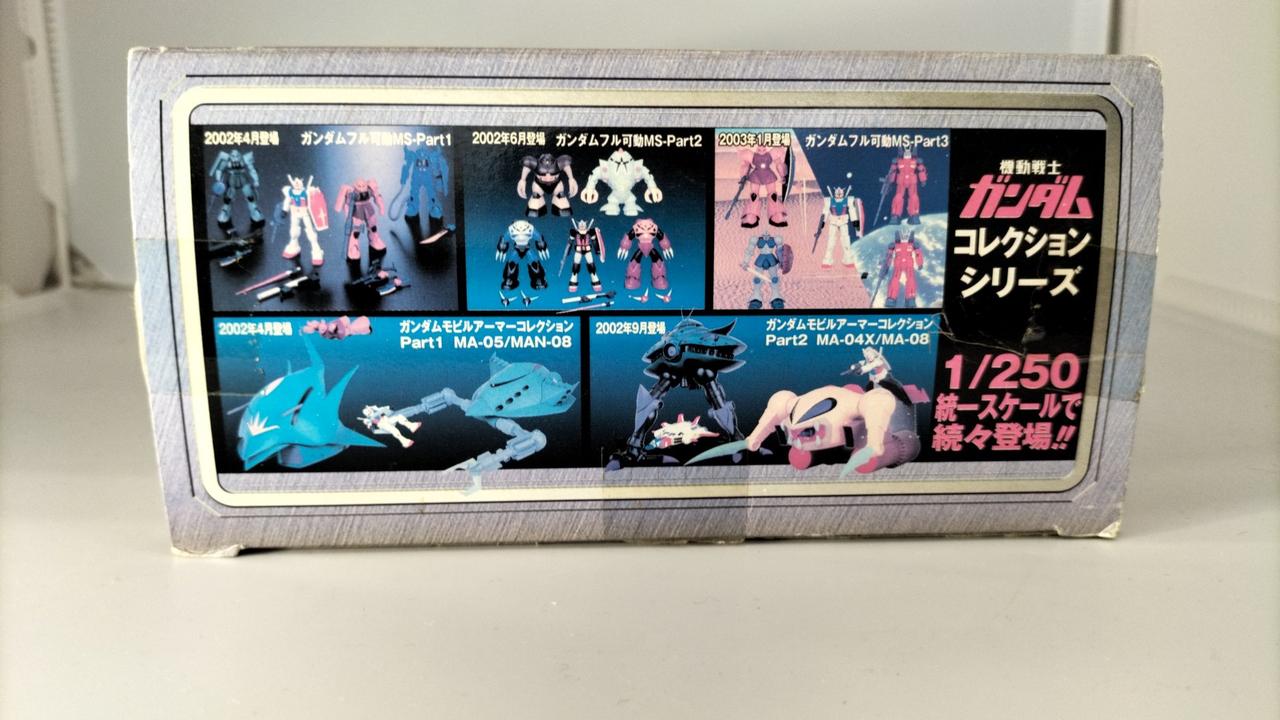 2002年4月登場 ガンダムフル可動MS-Part1
2002年6月登場 ガンダムフル可動MS-Part2
2003年1月登場 ガンダムフル可動MS-Part3
機動戦士
ガンダム
コレクション
シリーズ
2002年4月登場 ガンダムモビルアーマーコレクション
Part1 MA-05/MAN-08
2002年9月登場 ガンダムモビルアーマーコレクション
Part2 MA-04X/MA-08
1/250
統一スケールで
続々登場!!